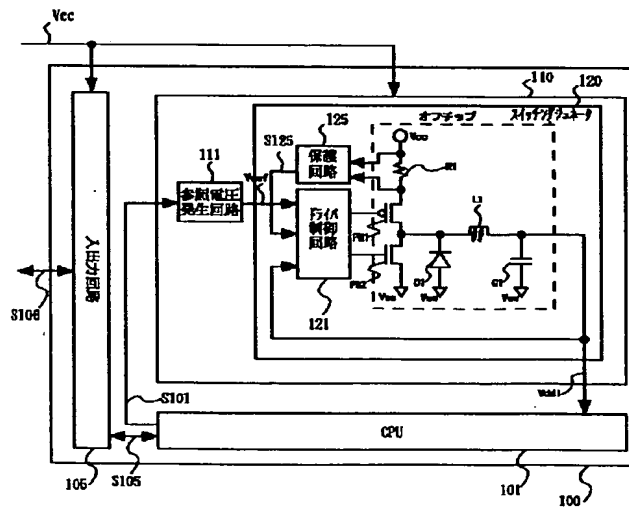 Vcc
110
120
オフチップ
スイッチングレギュレータ
125
S125
保護
回路
Vcc
R1
111
Vref
参照電圧
発生回路
ドライバ
制御
回路
L1
121
D1
C1
入出力回路
S106
S101
Vdd1
CPU
S105
106
101
100